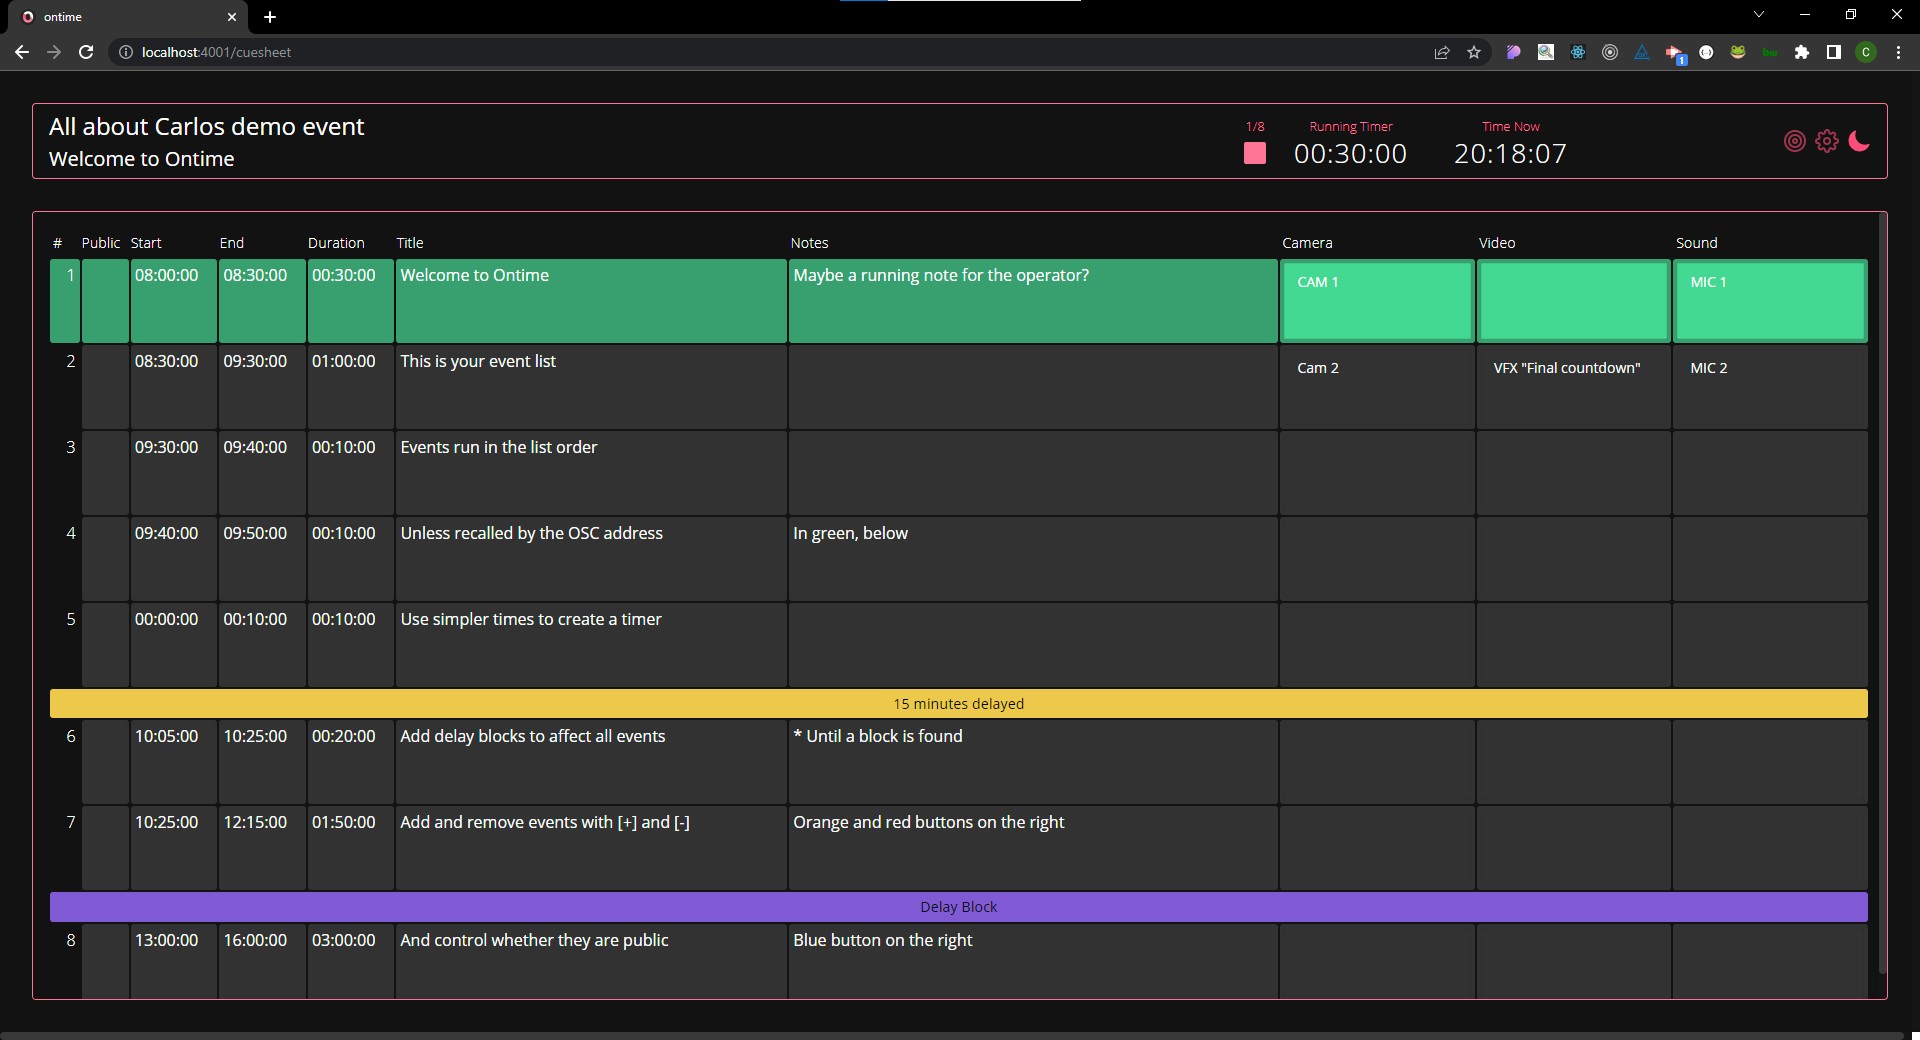 ontime
localhost:4001/cuesheet
1
C
All about Carlos demo event
Welcome to Ontime
1/8
Running Timer
00:30:00
Time Now
20:18:07
# Public Start End Duration Title Notes Camera Video Sound
1 08:00:00 08:30:00 00:30:00 Welcome to Ontime Maybe a running note for the operator? CAM 1 MIC 1
2 08:30:00 09:30:00 01:00:00 This is your event list Cam 2 VFX "Final countdown" MIC 2
3 09:30:00 09:40:00 00:10:00 Events run in the list order
4 09:40:00 09:50:00 00:10:00 Unless recalled by the OSC address In green, below
5 00:00:00 00:10:00 00:10:00 Use simpler times to create a timer
15 minutes delayed
6 10:05:00 10:25:00 00:20:00 Add delay blocks to affect all events * Until a block is found
7 10:25:00 12:15:00 01:50:00 Add and remove events with [+] and [-] Orange and red buttons on the right
Delay Block
8 13:00:00 16:00:00 03:00:00 And control whether they are public Blue button on the right